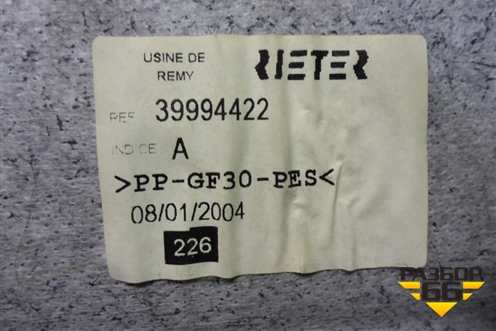 USINE DE
REMY
RIETER
REF 39994422
INDICE A
>PP-GF30-PES<
08/01/2004
226
РАЗБОР
66